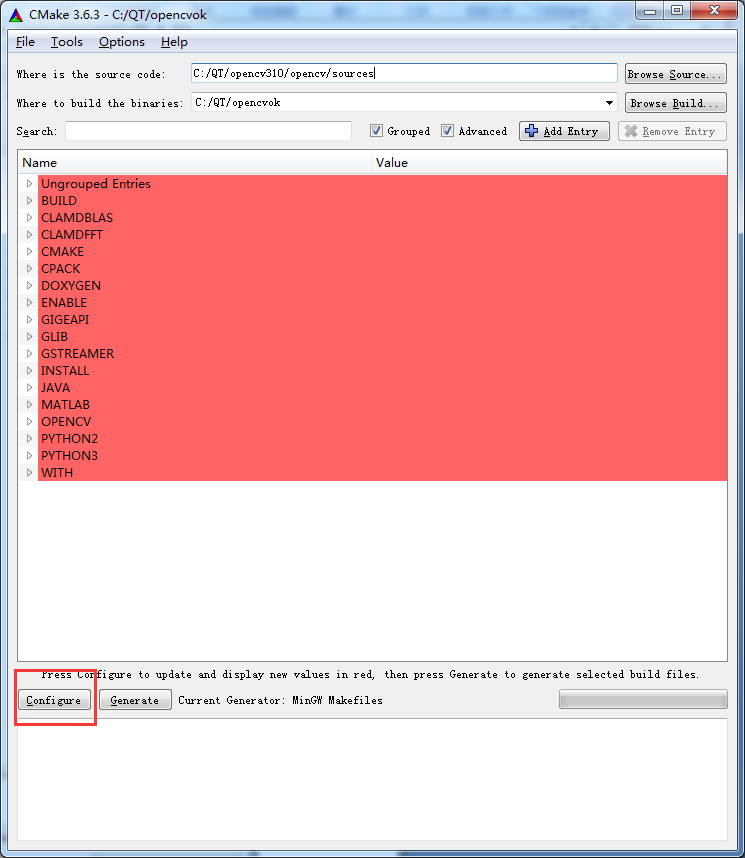 CMake 3.6.3 - C:/QT/opencvok
File Tools Options Help
Where is the source code: C:/QT/opencv310/opencv/sources Browse Source...
Where to build the binaries: C:/QT/opencvok Browse Build...
Search: Grouped Advanced Add Entry Remove Entry
Name Value
Ungrouped Entries
BUILD
CLAMDBLAS
CLAMDFFT
CMAKE
CPACK
DOXYGEN
ENABLE
GIGEAPI
GLIB
GSTREAMER
INSTALL
JAVA
MATLAB
OPENCV
PYTHON2
PYTHON3
WITH
Press Configure to update and display new values in red, then press Generate to generate selected build files.
Configure Generate Current Generator: MinGW Makefiles